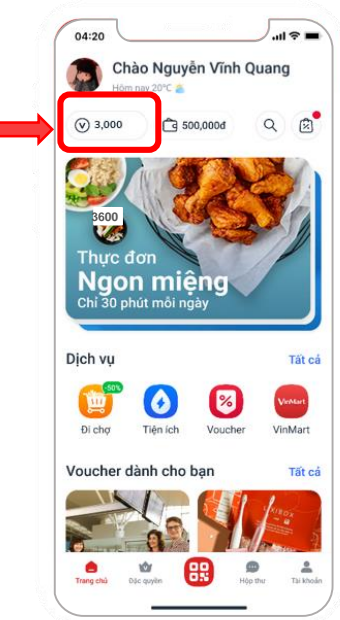 04:20
Chào Nguyễn Vĩnh Quang
Hôm nay 20°C
V 3,000
500,000đ
3600
Thực đơn
Ngon miệng
Chỉ 30 phút mỗi ngày
Dịch vụ
Tất cả
-50%
VinMart
Đi chợ
Tiện ích
Voucher
VinMart
Voucher dành cho bạn
Tất cả
LIXIBOX
Trang chủ
Đặc quyền
Hộp thư
Tài khoản